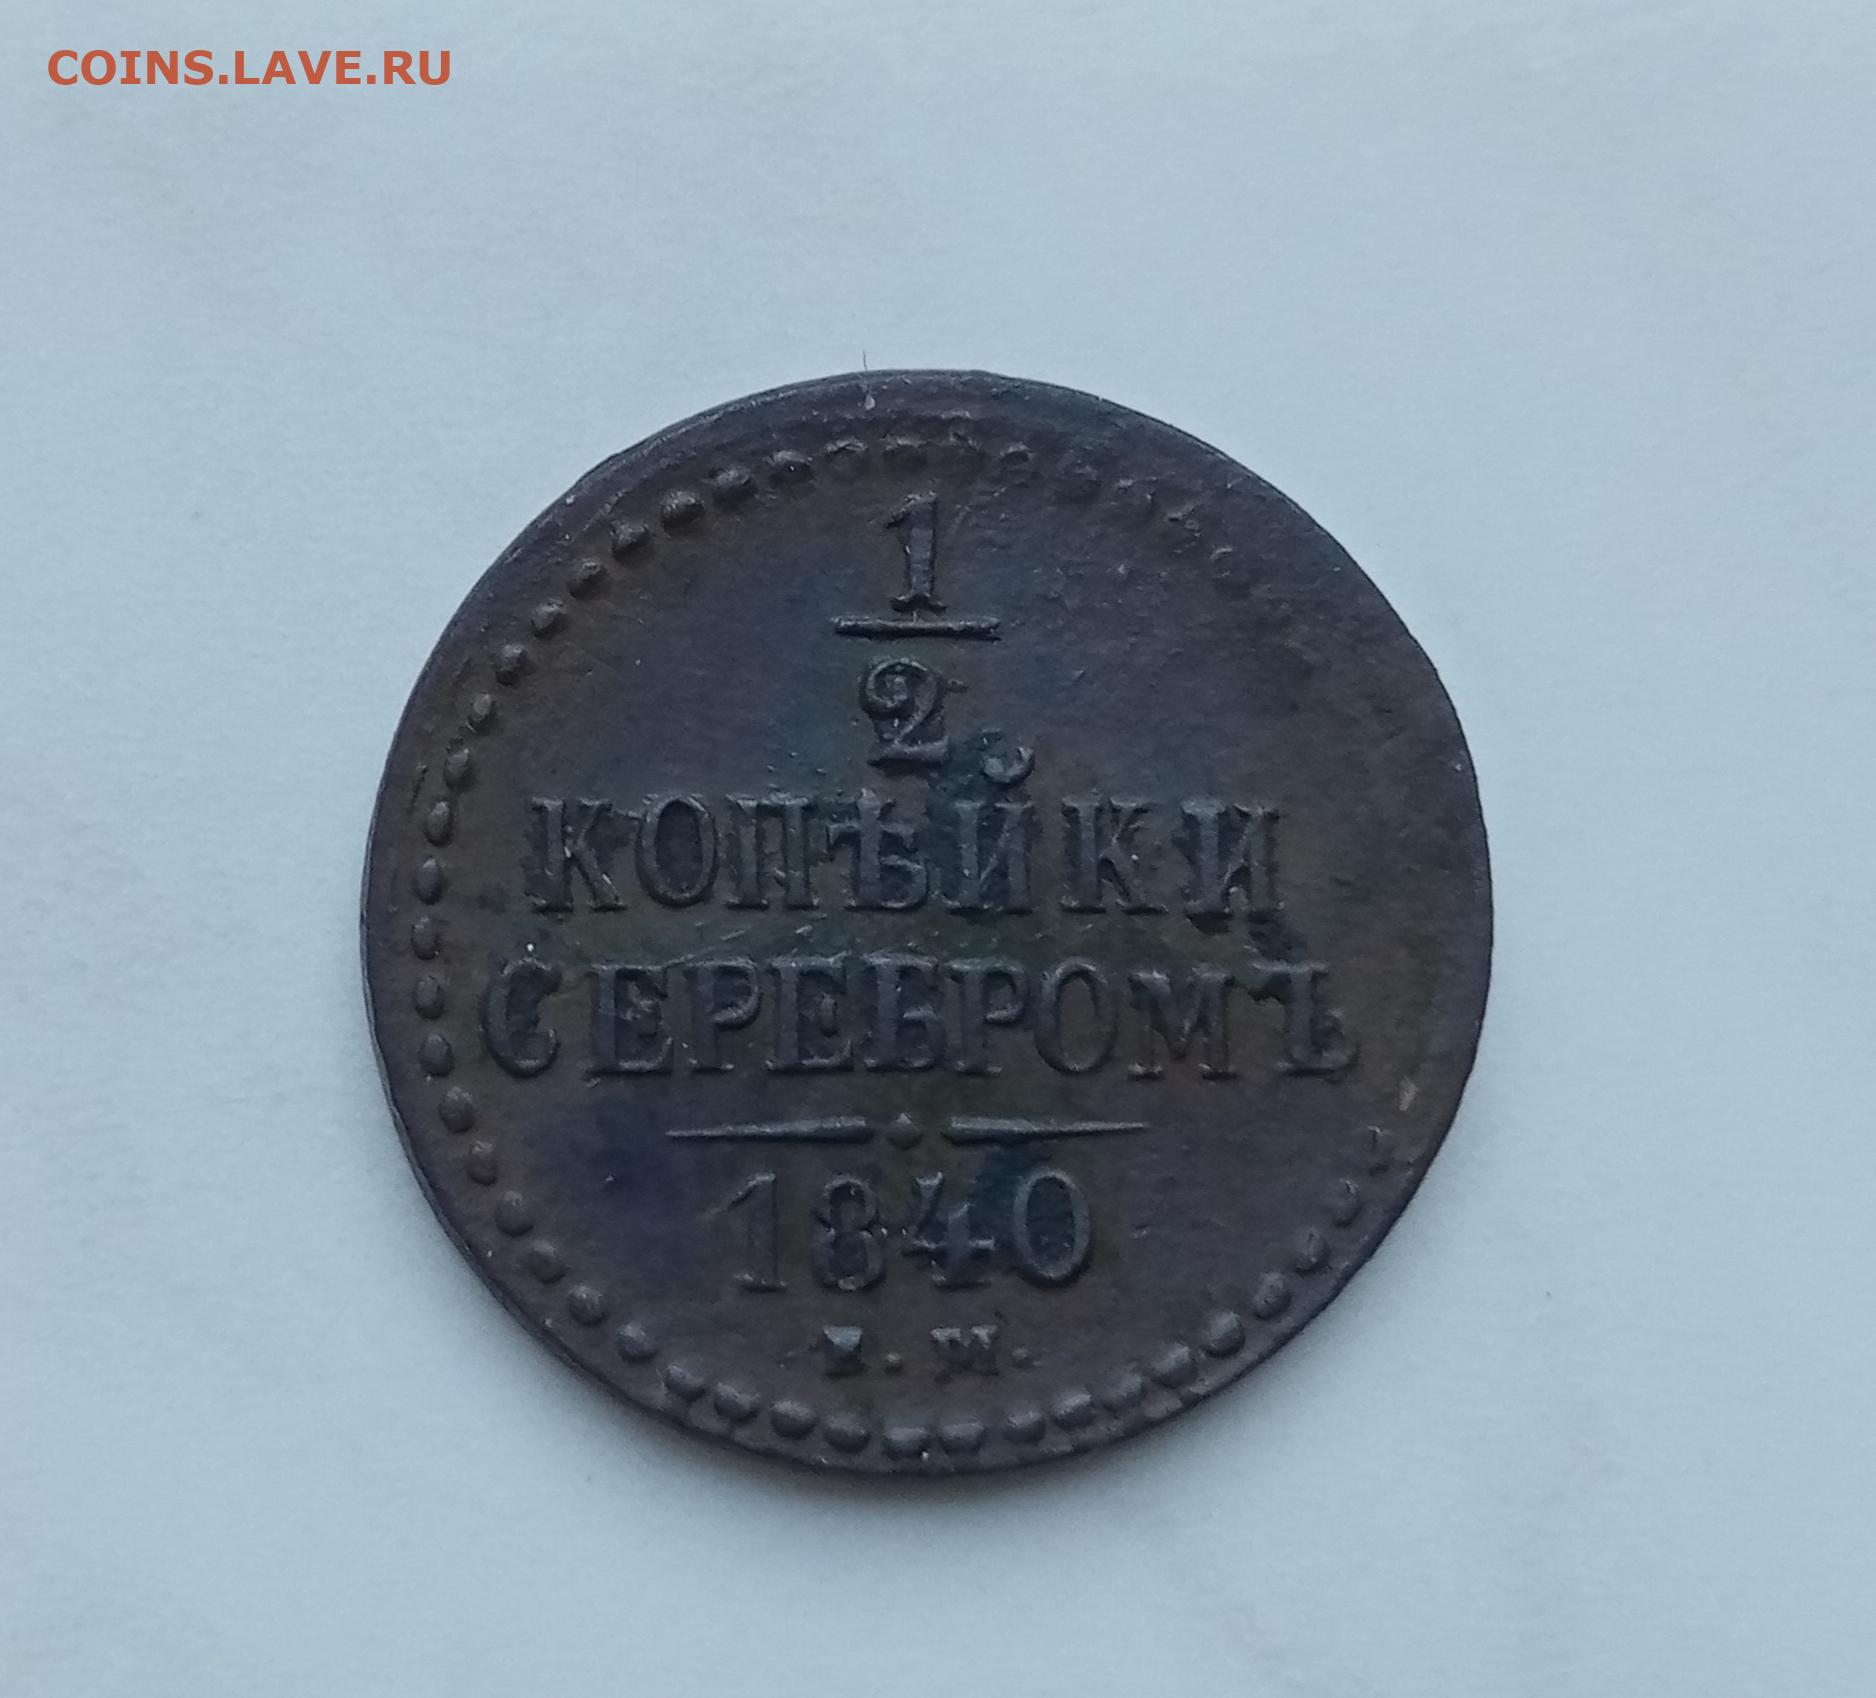 COINS.LAVE.RU
1
2
КОПѢЙКИ
СЕРЕБРОМЪ
1840
Е.М.